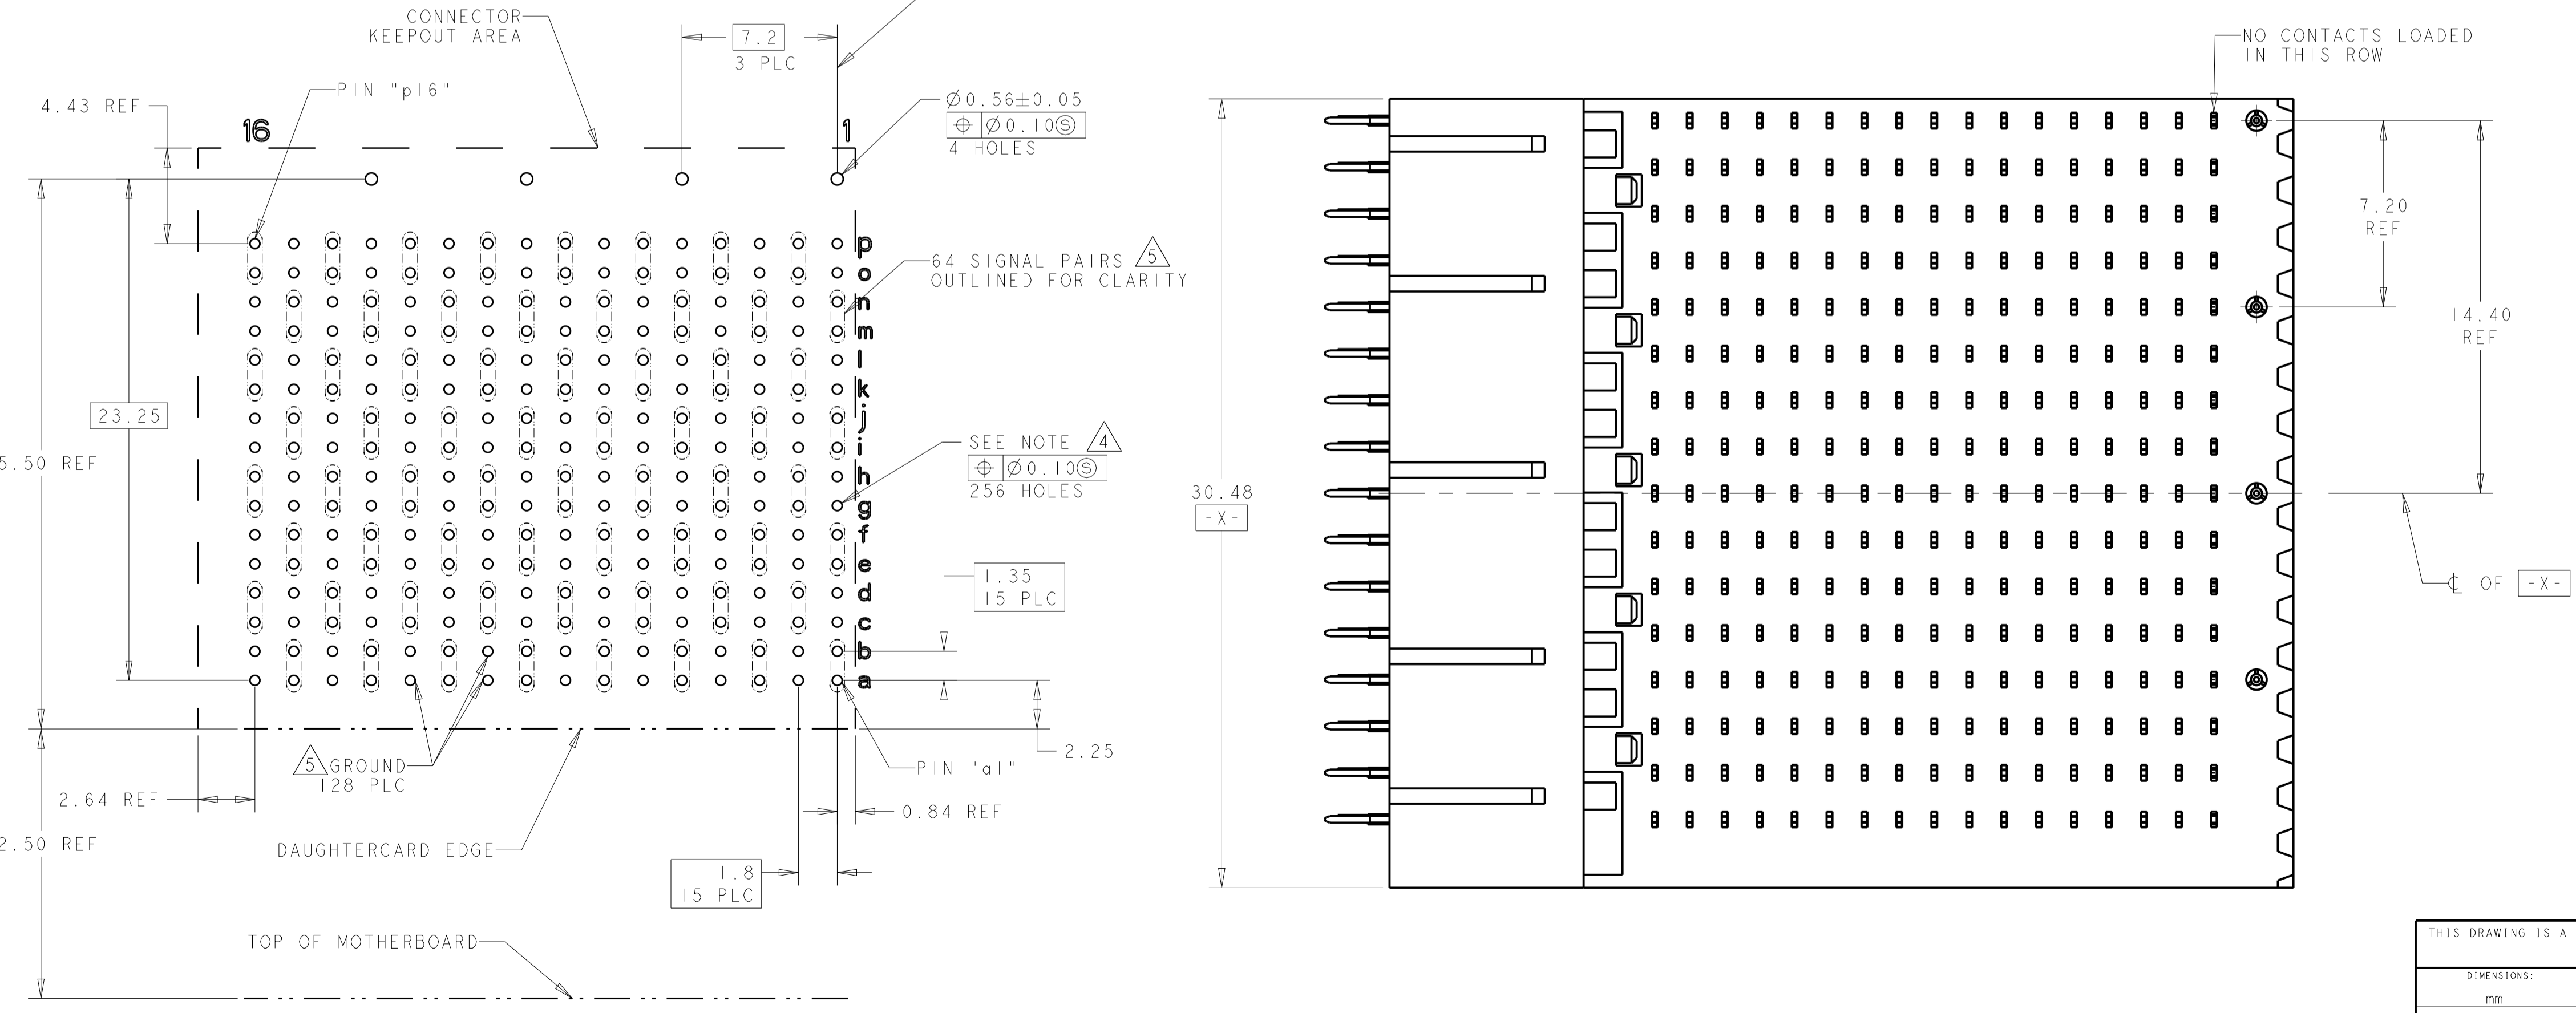 CONNECTOR
KEEPOUT AREA
7.2
3 PLC
4.43 REF
PIN "p16"
Ø0.56±0.05
⌖ Ø0.10Ⓢ
4 HOLES
16
1
64 SIGNAL PAIRS 5
OUTLINED FOR CLARITY
p
o
n
m
l
k
j
i
h
g
f
e
d
c
b
a
23.25
5.50 REF
SEE NOTE 4
⌖ Ø0.10Ⓢ
256 HOLES
1.35
15 PLC
5 GROUND
128 PLC
2.25
PIN "a1"
2.64 REF
0.84 REF
2.50 REF
DAUGHTERCARD EDGE
1.8
15 PLC
TOP OF MOTHERBOARD
NO CONTACTS LOADED
IN THIS ROW
7.20
REF
14.40
REF
30.48
-X-
℄ OF -X-
THIS DRAWING IS A
DIMENSIONS:
mm